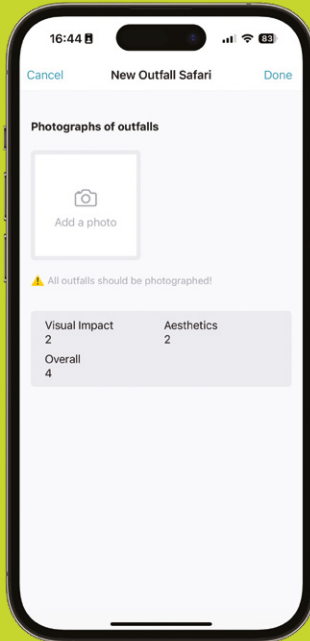 16:44
83
Cancel New Outfall Safari Done
Photographs of outfalls
Add a photo
All outfalls should be photographed!
Visual Impact Aesthetics
2 2
Overall
4